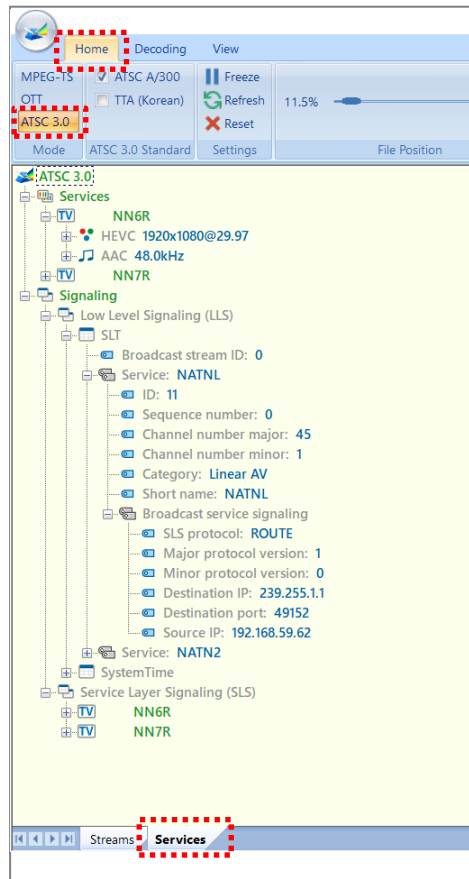 Home Decoding View
MPEG-TS ATSC A/300 Freeze
OTT TTA (Korean) Refresh 11.5%
ATSC 3.0 Reset
Mode ATSC 3.0 Standard Settings File Position
ATSC 3.0
Services
TV NN6R
HEVC 1920x1080@29.97
AAC 48.0kHz
TV NN7R
Signaling
Low Level Signaling (LLS)
SLT
Broadcast stream ID: 0
Service: NATNL
ID: 11
Sequence number: 0
Channel number major: 45
Channel number minor: 1
Category: Linear AV
Short name: NATNL
Broadcast service signaling
SLS protocol: ROUTE
Major protocol version: 1
Minor protocol version: 0
Destination IP: 239.255.1.1
Destination port: 49152
Source IP: 192.168.59.62
Service: NATN2
SystemTime
Service Layer Signaling (SLS)
TV NN6R
TV NN7R
Streams Services